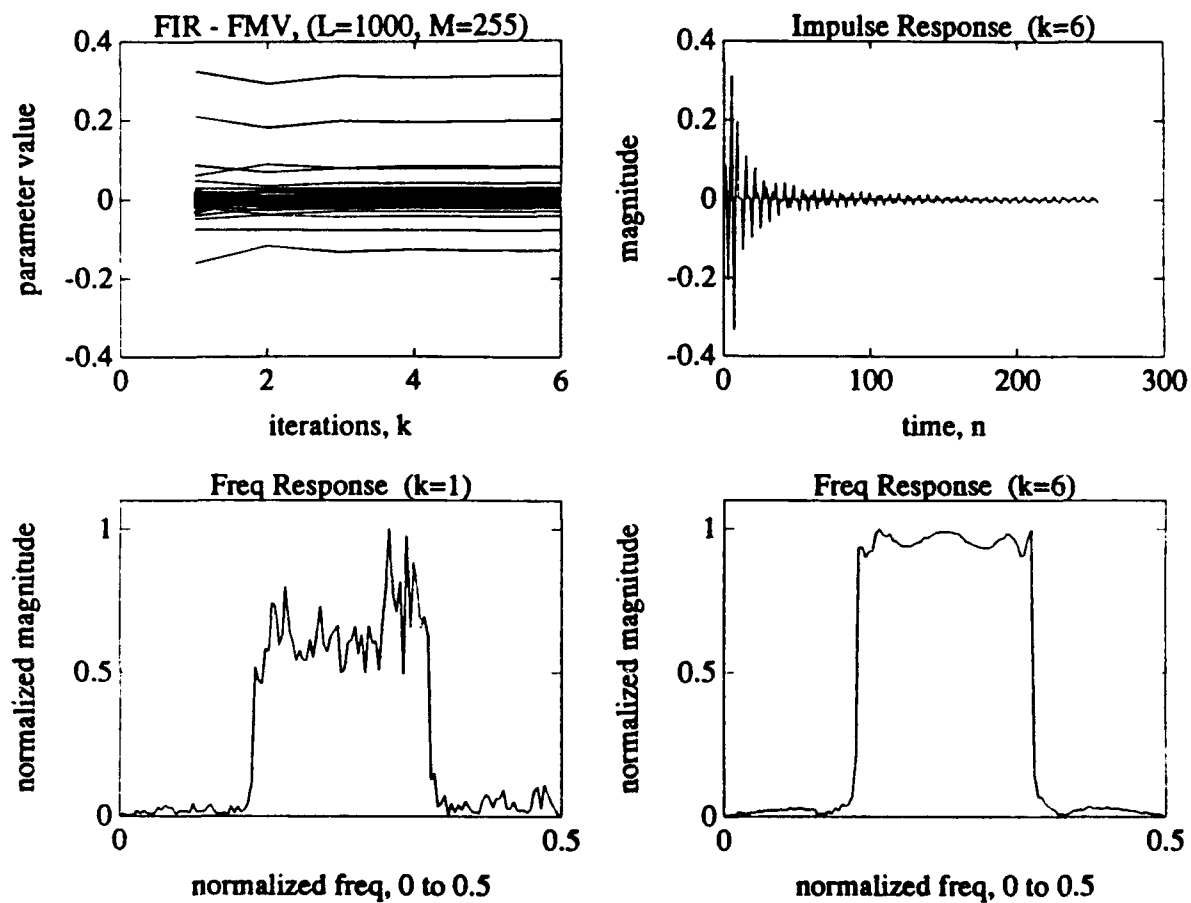 FIR - FMV, (L=1000, M=255)
0.4
0.2
0
-0.2
-0.4
parameter value
0
2
4
6
iterations, k
Impulse Response (k=6)
0.4
0.2
0
-0.2
-0.4
magnitude
0
100
200
300
time, n
Freq Response (k=1)
1
0.5
0
normalized magnitude
0
0.5
normalized freq, 0 to 0.5
Freq Response (k=6)
1
0.5
0
normalized magnitude
0
0.5
normalized freq, 0 to 0.5